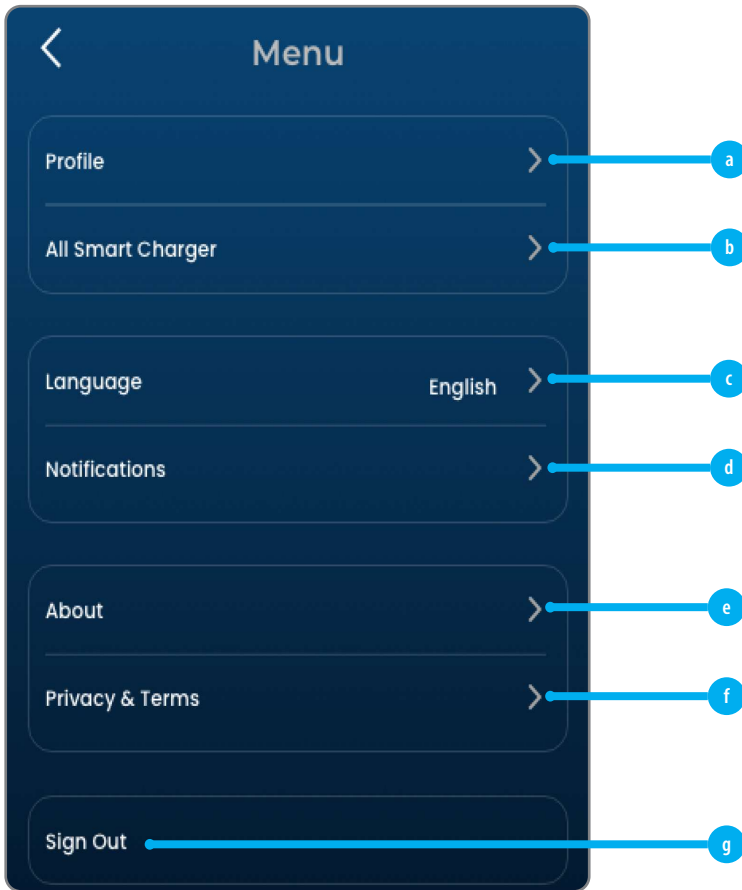 Menu
Profile
a
All Smart Charger
b
Language English
c
Notifications
d
About
e
Privacy & Terms
f
Sign Out
g